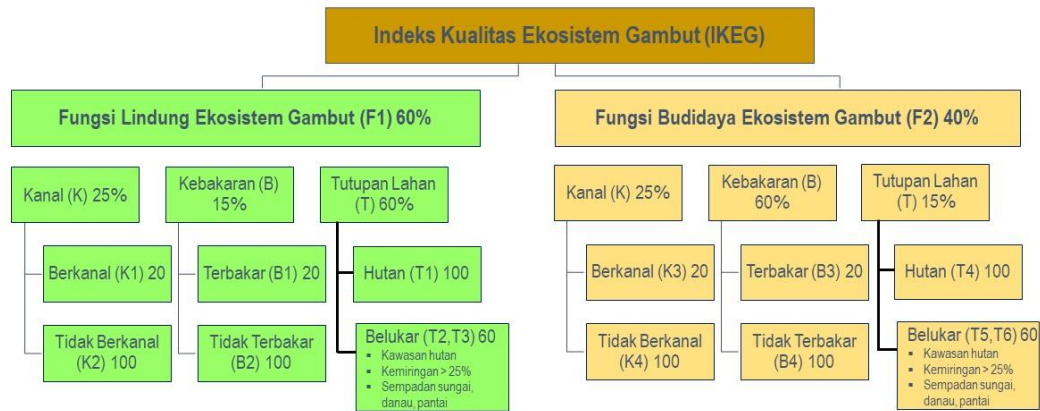 Indeks Kualitas Ekosistem Gambut (IKEG)
Fungsi Lindung Ekosistem Gambut (F1) 60%
Fungsi Budidaya Ekosistem Gambut (F2) 40%
Kanal (K) 25%
Kebakaran (B)
15%
Tutupan Lahan
(T) 60%
Berkanal (K1) 20
Terbakar (B1) 20
Hutan (T1) 100
Tidak Berkanal
(K2) 100
Tidak Terbakar
(B2) 100
Belukar (T2,T3) 60
▪ Kawasan hutan
▪ Kemiringan > 25%
▪ Sempadan sungai,
danau, pantai
Kanal (K) 25%
Kebakaran (B)
60%
Tutupan Lahan
(T) 15%
Berkanal (K3) 20
Terbakar (B3) 20
Hutan (T4) 100
Tidak Berkanal
(K4) 100
Tidak Terbakar
(B4) 100
Belukar (T5,T6) 60
▪ Kawasan hutan
▪ Kemiringan > 25%
▪ Sempadan sungai,
danau, pantai